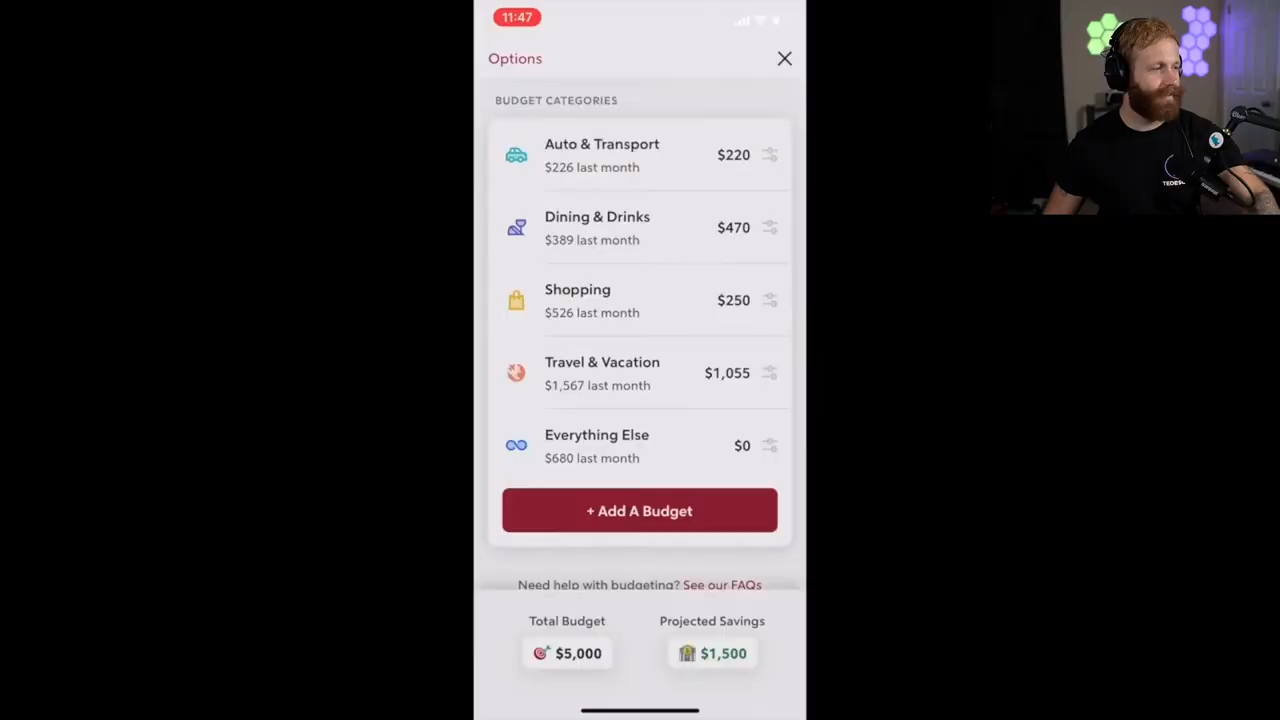 11:47
Options
BUDGET CATEGORIES
Auto & Transport
$226 last month
$220
Dining & Drinks
$389 last month
$470
Shopping
$526 last month
$250
Travel & Vacation
$1,567 last month
$1,055
Everything Else
$680 last month
$0
+ Add A Budget
Need help with budgeting? See our FAQs
Total Budget
Projected Savings
$5,000
$1,500